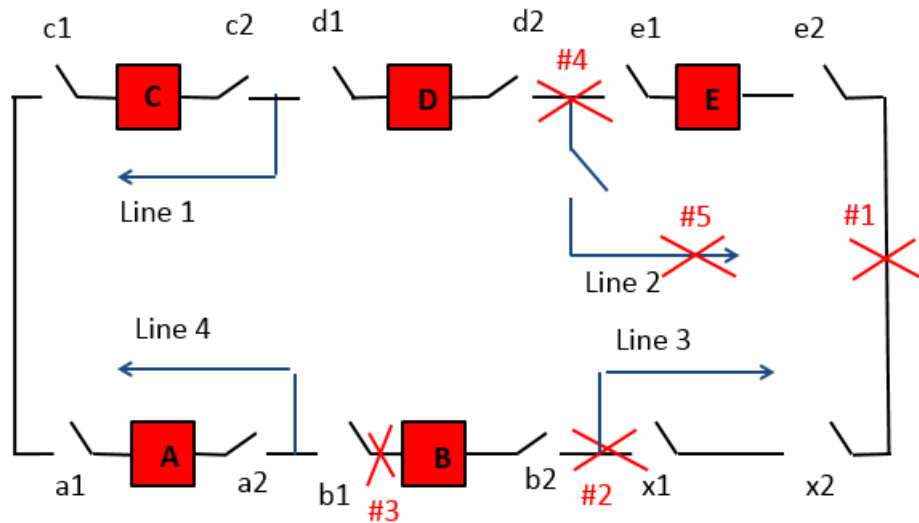 c1 c2 d1 d2 e1 e2
#4
C D E
Line 1
#5 #1
Line 2
Line 4 Line 3
A B
a1 a2 b1 b2 x1 x2
#3 #2